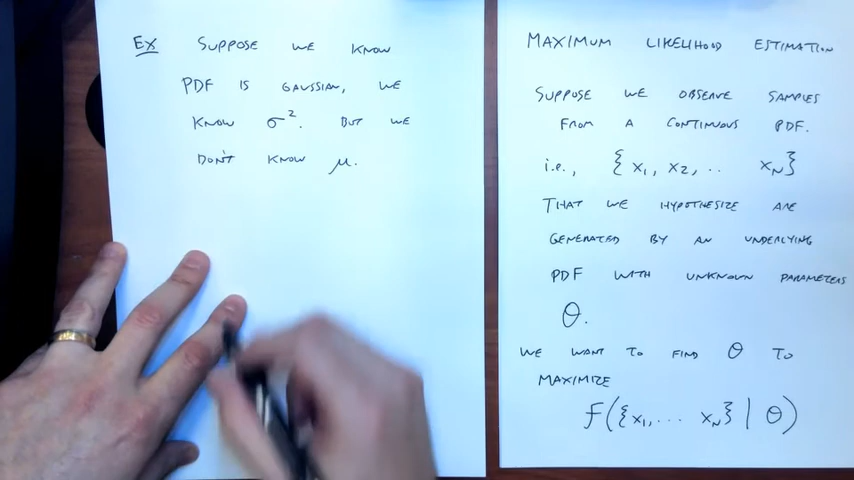 Ex SUPPOSE WE KNOW
PDF IS GAUSSIAN, WE
KNOW σ². BUT WE
DON'T KNOW μ.
MAXIMUM LIKELIHOOD ESTIMATION
SUPPOSE WE OBSERVE SAMPLES
FROM A CONTINUOUS PDF.
i.e., {x₁, x₂, .. x_N}
THAT WE HYPOTHESIZE ARE
GENERATED BY AN UNDERLYING
PDF WITH UNKNOWN PARAMETERS
θ.
WE WANT TO FIND θ TO
MAXIMIZE
f({x₁, ... x_N} | θ)